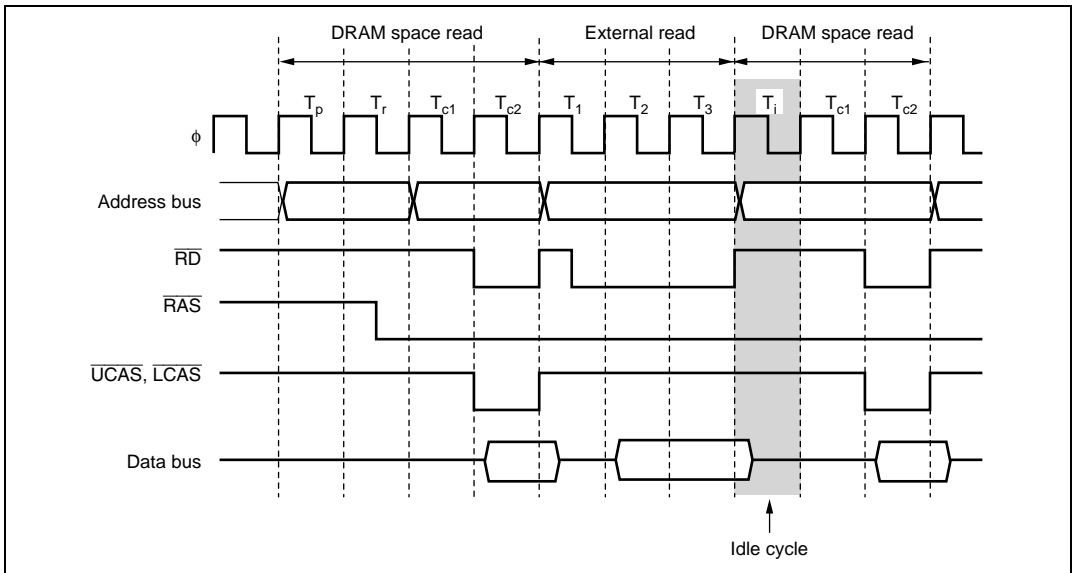 DRAM space read External read DRAM space read
Tp Tr Tc1 Tc2 T1 T2 T3 Ti Tc1 Tc2
ϕ
Address bus
RD
RAS
UCAS, LCAS
Data bus
Idle cycle